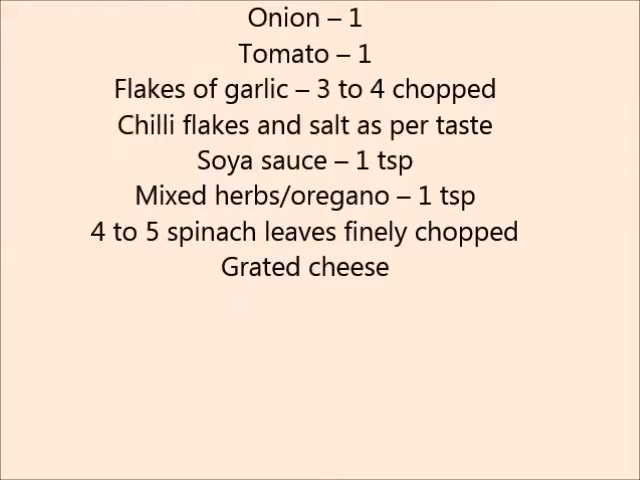 Onion – 1
Tomato – 1
Flakes of garlic – 3 to 4 chopped
Chilli flakes and salt as per taste
Soya sauce – 1 tsp
Mixed herbs/oregano – 1 tsp
4 to 5 spinach leaves finely chopped
Grated cheese